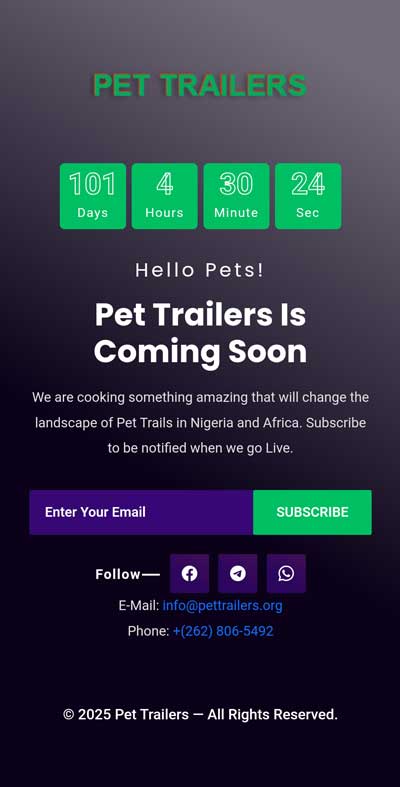 PET TRAILERS
101 4 30 24
Days Hours Minute Sec
Hello Pets!
Pet Trailers Is
Coming Soon
We are cooking something amazing that will change the
landscape of Pet Trails in Nigeria and Africa. Subscribe
to be notified when we go Live.
Enter Your Email SUBSCRIBE
Follow
E-Mail: info@pettrailers.org
Phone: +(262) 806-5492
© 2025 Pet Trailers — All Rights Reserved.